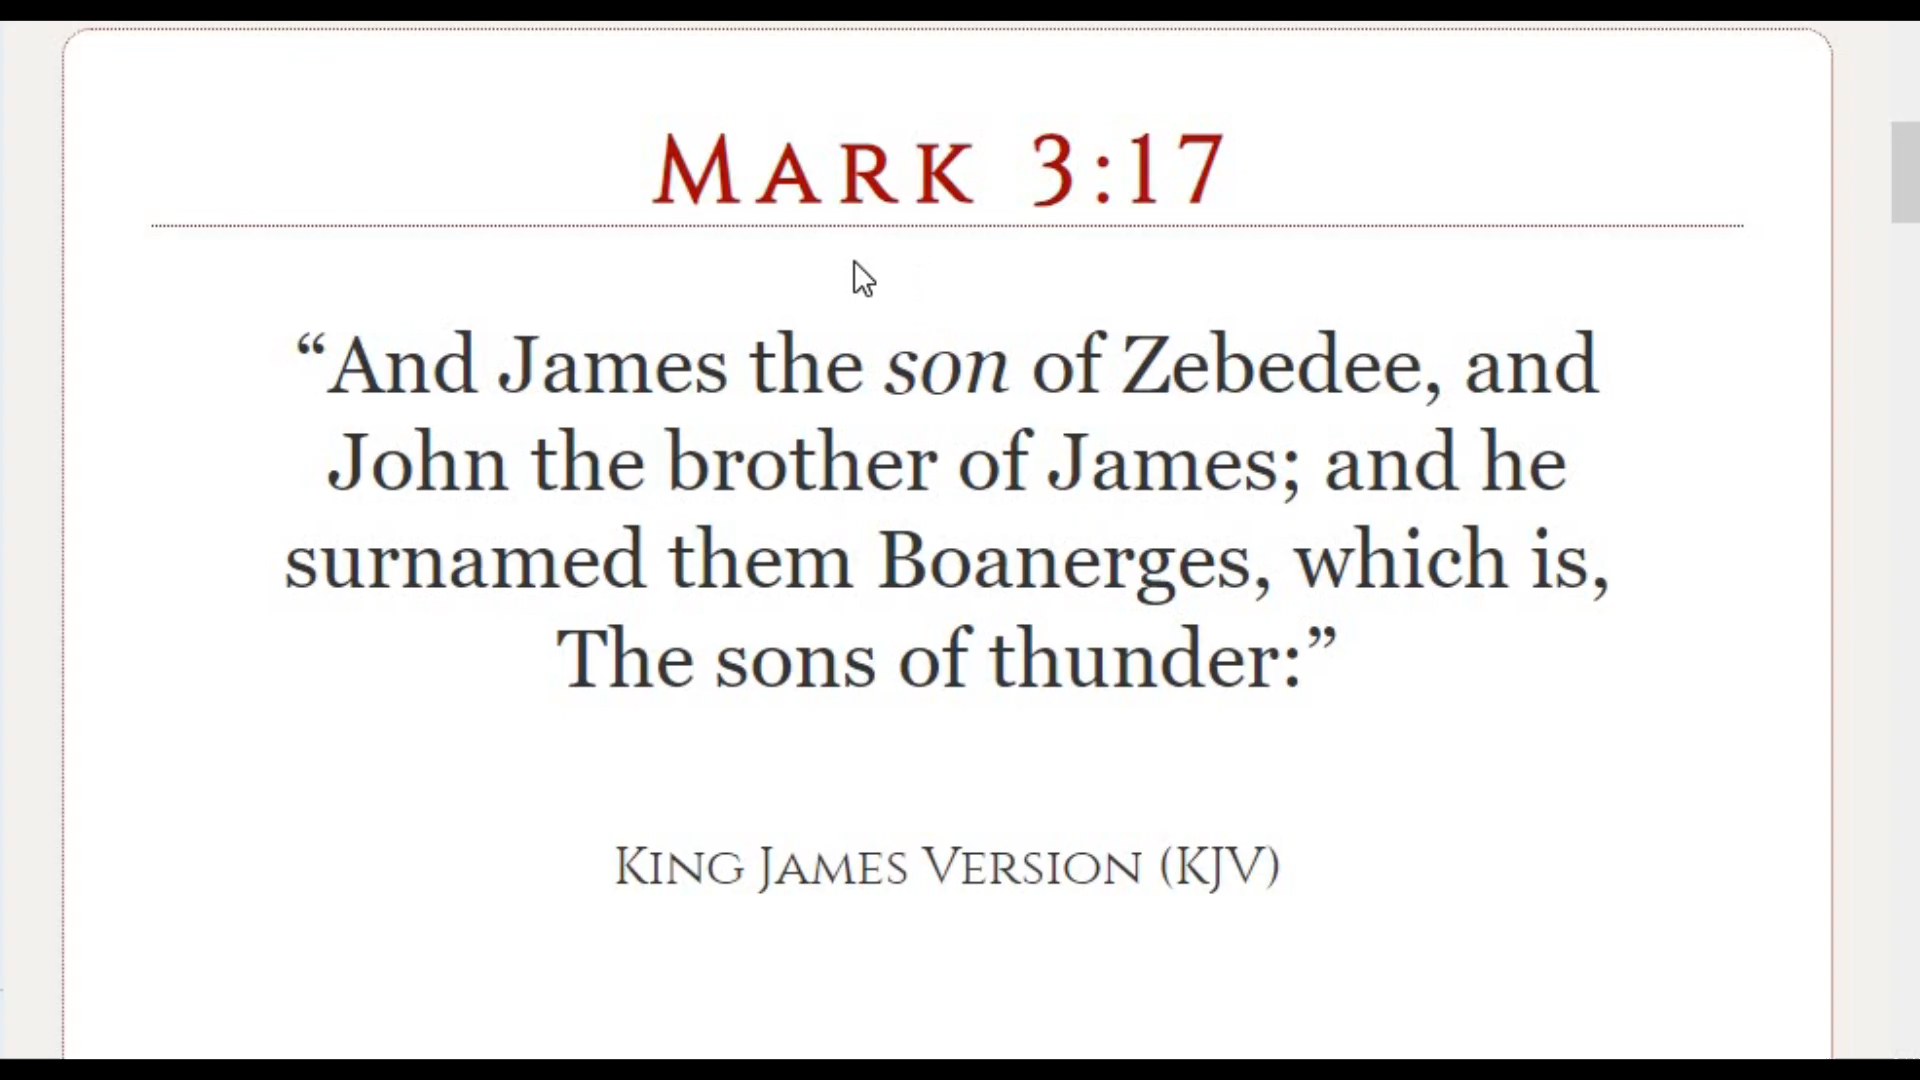 MARK 3:17
“And James the son of Zebedee, and
John the brother of James; and he
surnamed them Boanerges, which is,
The sons of thunder:”
KING JAMES VERSION (KJV)